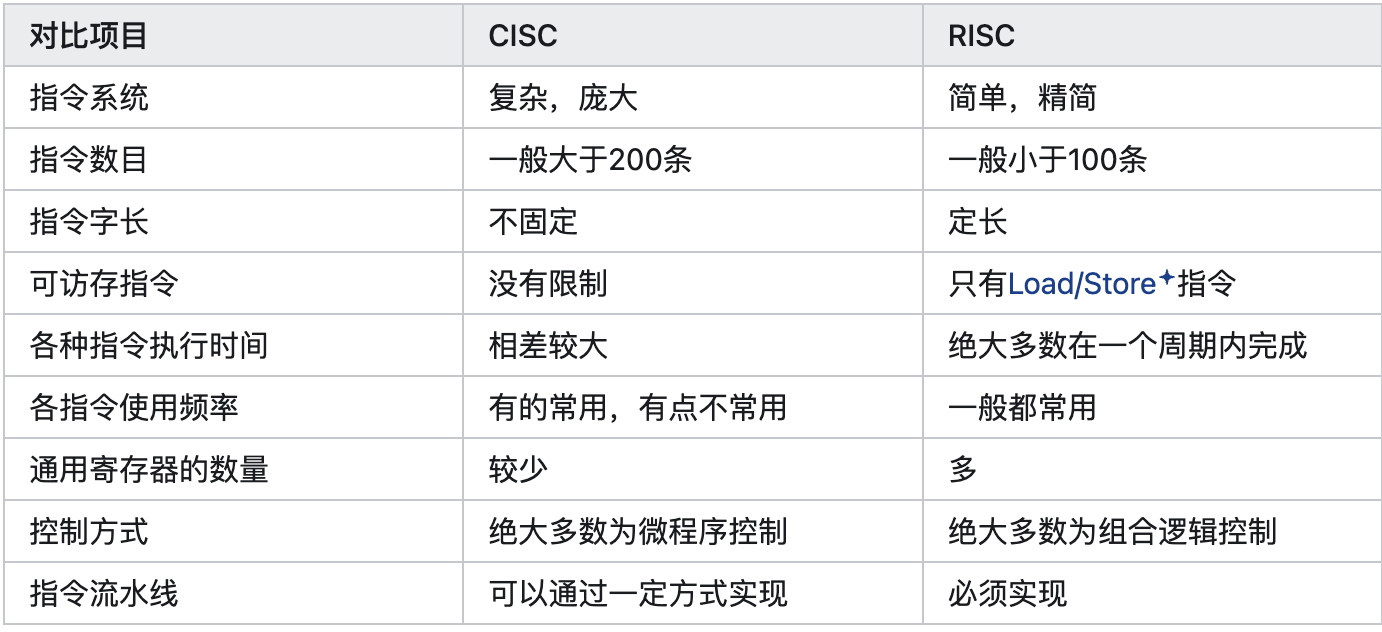 对比项目 CISC RISC
指令系统 复杂，庞大 简单，精简
指令数目 一般大于200条 一般小于100条
指令字长 不固定 定长
可访存指令 没有限制 只有Load/Store指令
各种指令执行时间 相差较大 绝大多数在一个周期内完成
各指令使用频率 有的常用，有点不常用 一般都常用
通用寄存器的数量 较少 多
控制方式 绝大多数为微程序控制 绝大多数为组合逻辑控制
指令流水线 可以通过一定方式实现 必须实现